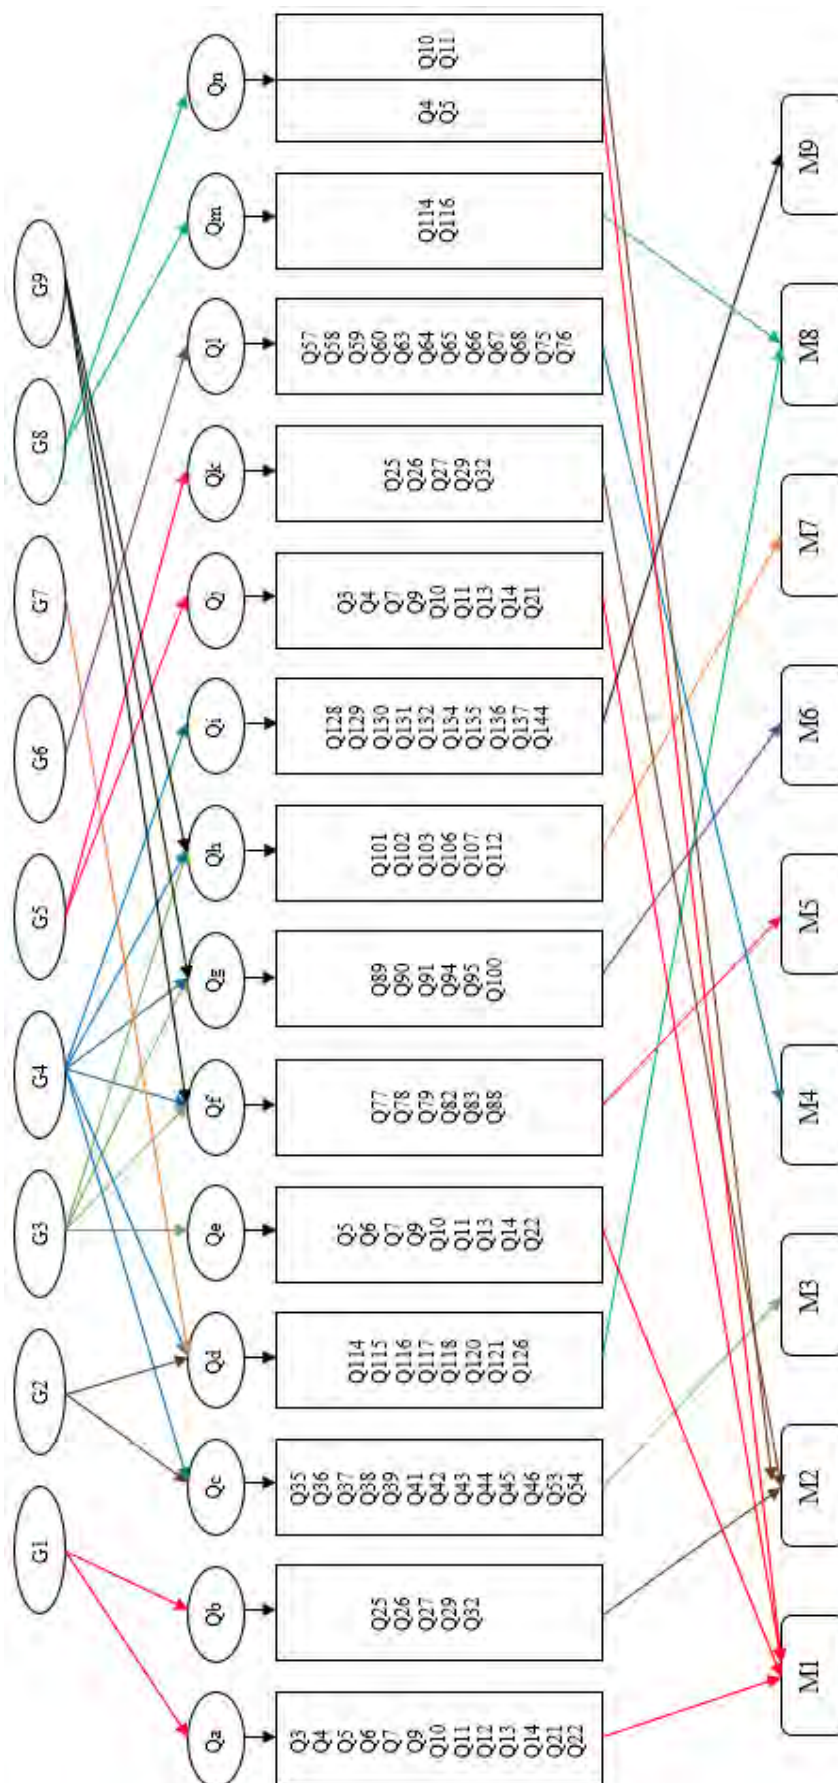 G1
G2
G3
G4
G5
G6
G7
G8
G9
Qa
Qb
Qc
Qd
Qe
Qf
Qg
Qh
Qi
Qj
Qk
Ql
Qm
Qn
Q3
Q4
Q5
Q6
Q7
Q9
Q10
Q11
Q12
Q13
Q14
Q21
Q22
Q25
Q26
Q27
Q29
Q32
Q35
Q36
Q37
Q38
Q39
Q41
Q42
Q43
Q44
Q45
Q46
Q53
Q54
Q114
Q115
Q116
Q117
Q118
Q120
Q121
Q126
Q5
Q6
Q7
Q9
Q10
Q11
Q13
Q14
Q22
Q77
Q78
Q79
Q82
Q83
Q88
Q89
Q90
Q91
Q94
Q95
Q100
Q101
Q102
Q103
Q106
Q107
Q112
Q128
Q129
Q130
Q131
Q132
Q134
Q135
Q136
Q137
Q144
Q3
Q4
Q7
Q9
Q10
Q11
Q13
Q14
Q21
Q25
Q26
Q27
Q29
Q32
Q57
Q58
Q59
Q60
Q63
Q64
Q65
Q66
Q67
Q68
Q75
Q76
Q114
Q116
Q4
Q5
Q10
Q11
M1
M2
M3
M4
M5
M6
M7
M8
M9